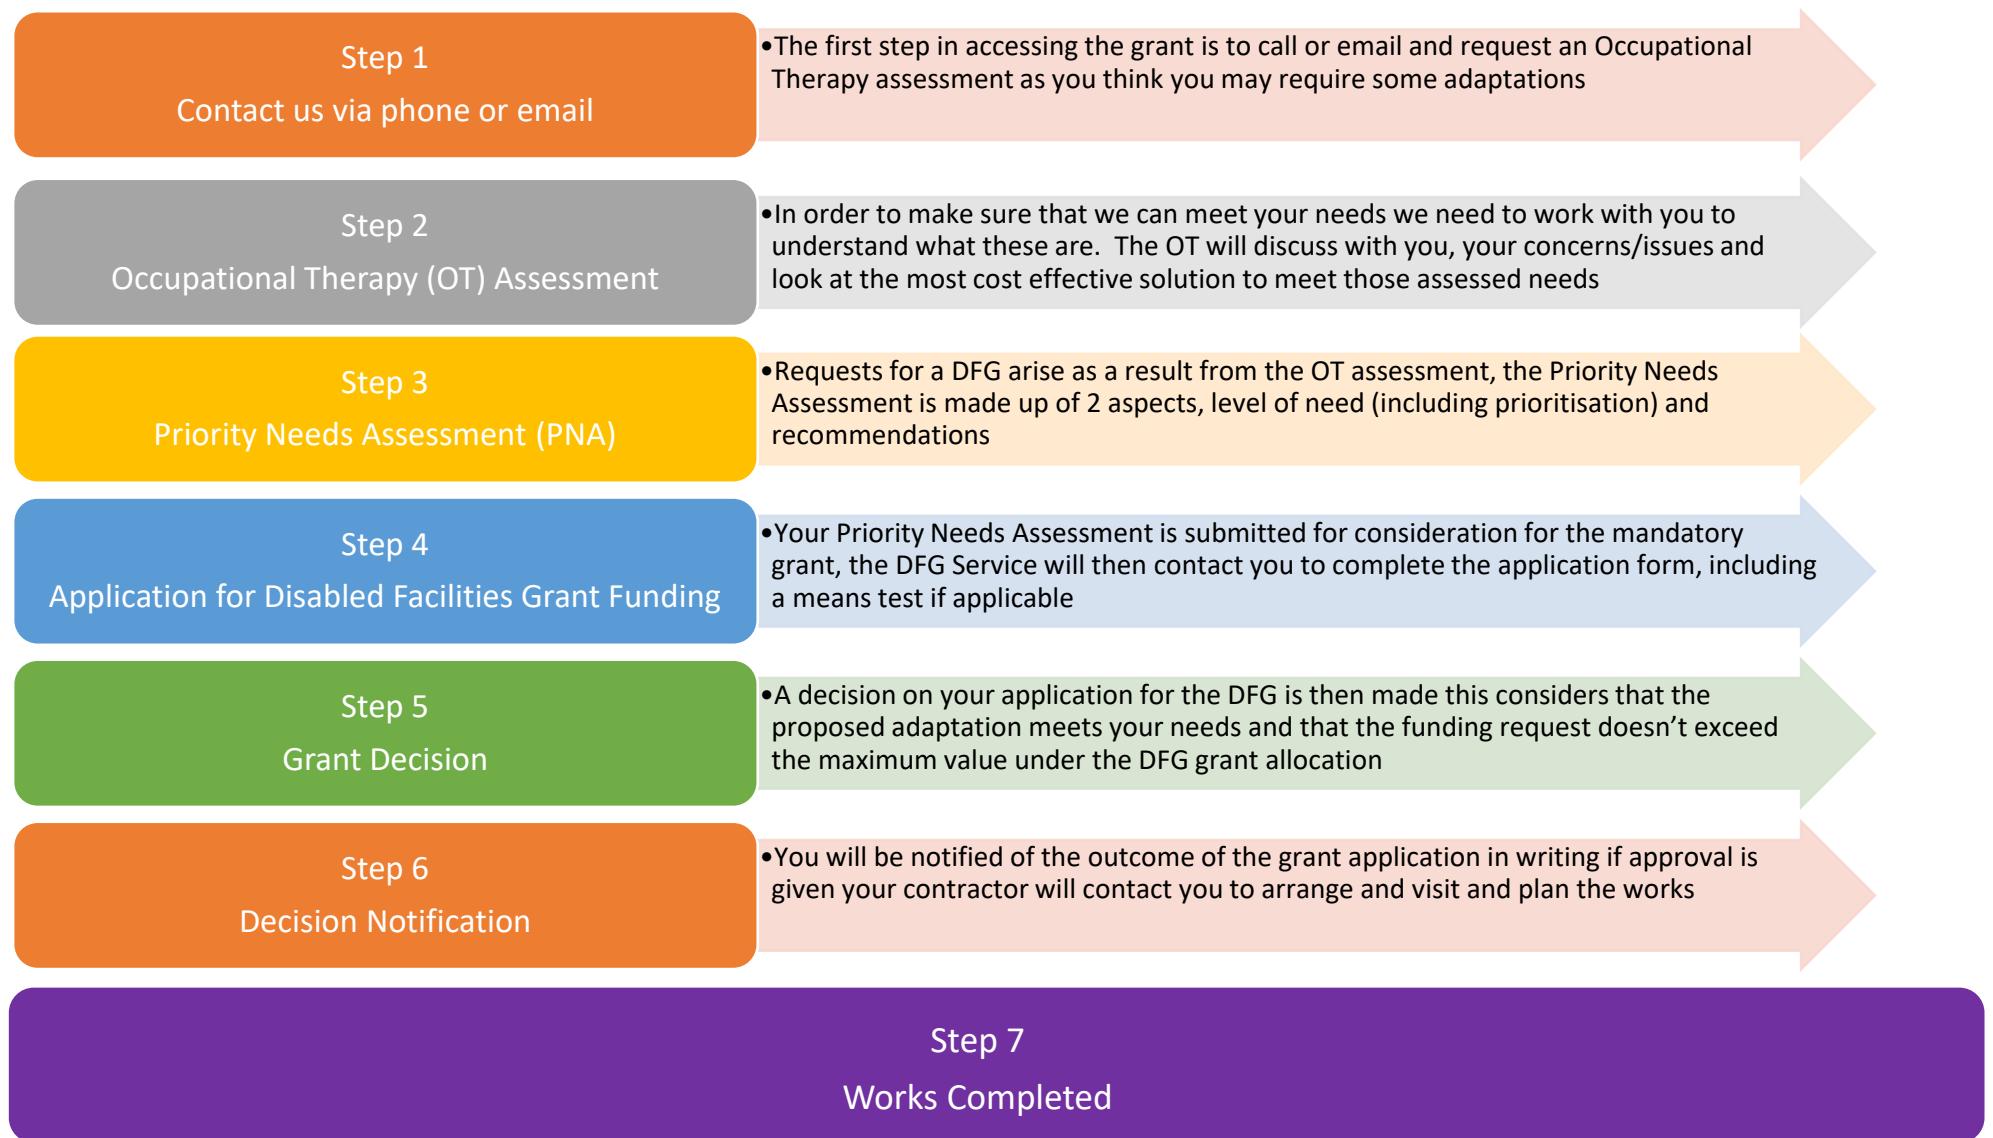 Step 1
Contact us via phone or email
•The first step in accessing the grant is to call or email and request an Occupational
Therapy assessment as you think you may require some adaptations
Step 2
Occupational Therapy (OT) Assessment
•In order to make sure that we can meet your needs we need to work with you to
understand what these are.  The OT will discuss with you, your concerns/issues and
look at the most cost effective solution to meet those assessed needs
Step 3
Priority Needs Assessment (PNA)
•Requests for a DFG arise as a result from the OT assessment, the Priority Needs
Assessment is made up of 2 aspects, level of need (including prioritisation) and
recommendations
Step 4
Application for Disabled Facilities Grant Funding
•Your Priority Needs Assessment is submitted for consideration for the mandatory
grant, the DFG Service will then contact you to complete the application form, including
a means test if applicable
Step 5
Grant Decision
•A decision on your application for the DFG is then made this considers that the
proposed adaptation meets your needs and that the funding request doesn’t exceed
the maximum value under the DFG grant allocation
Step 6
Decision Notification
•You will be notified of the outcome of the grant application in writing if approval is
given your contractor will contact you to arrange and visit and plan the works
Step 7
Works Completed